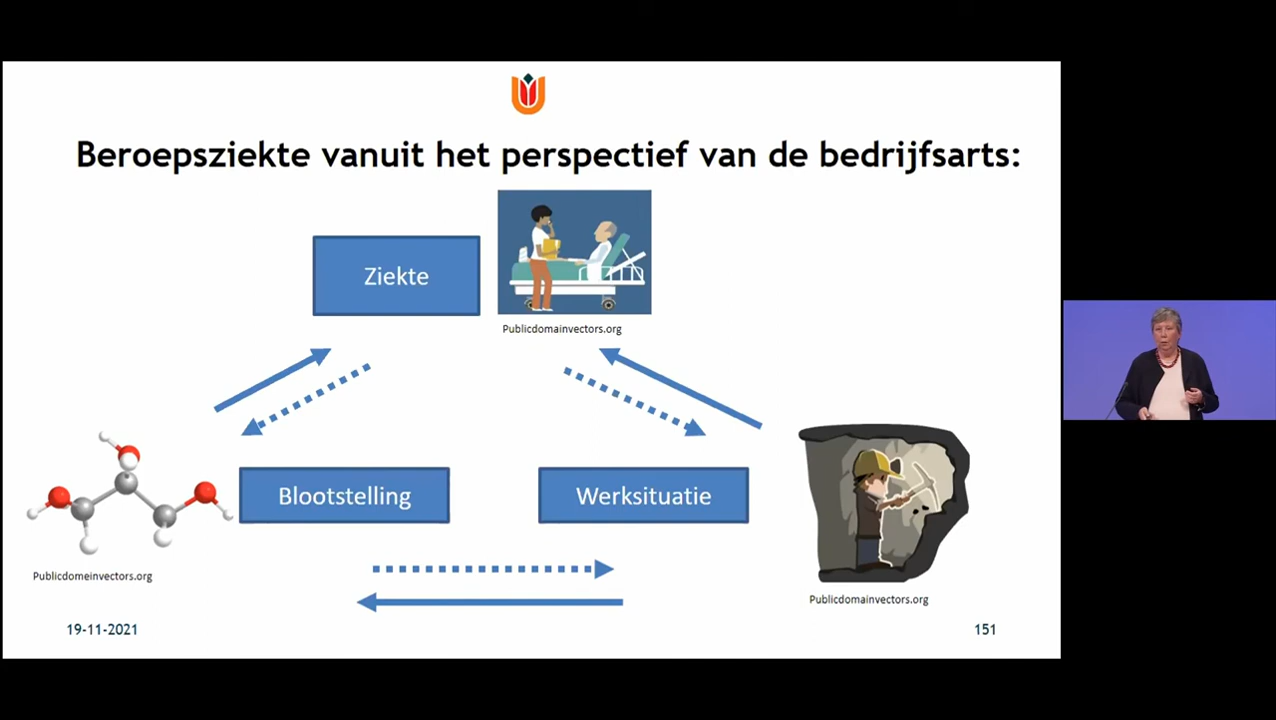 Beroepsziekte vanuit het perspectief van de bedrijfsarts:
Ziekte
Publicdomainvectors.org
Blootstelling
Werksituatie
Publicdomeinvectors.org
Publicdomainvectors.org
19-11-2021
151